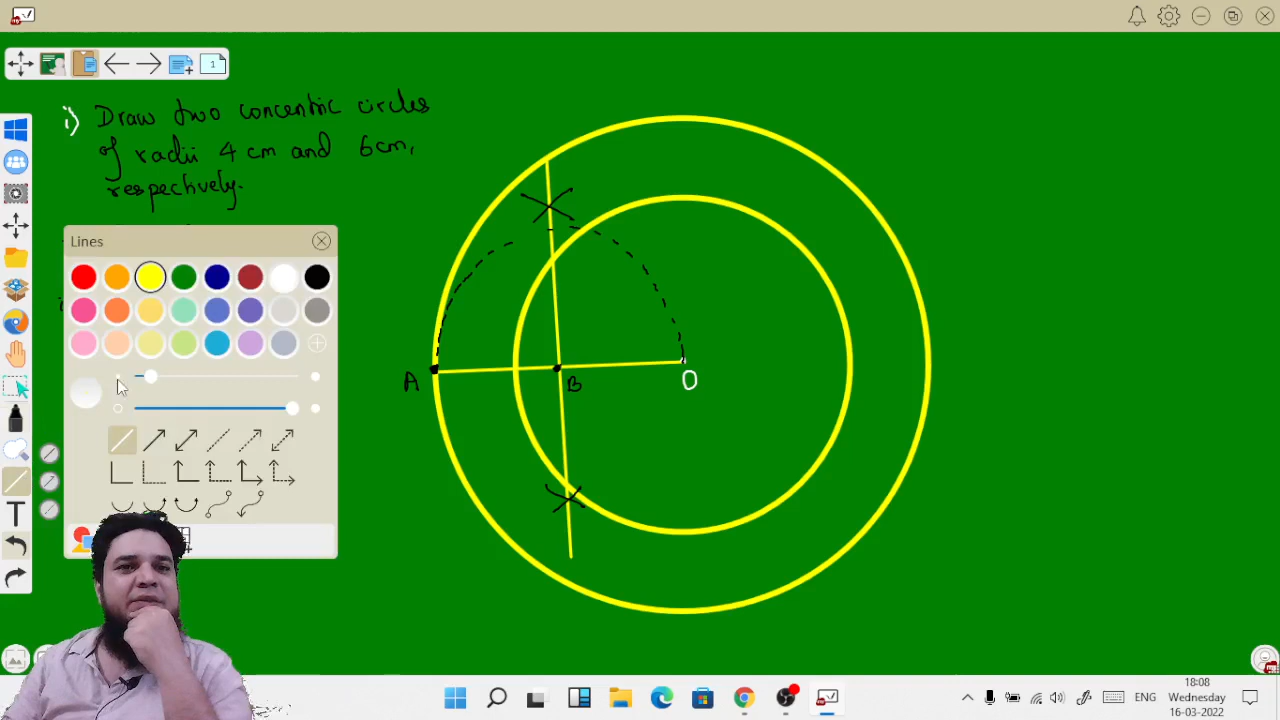 1
i) Draw two concentric circles
of radii 4 cm and 6cm,
respectively.
Lines
A
B
O
18:08
ENG
Wednesday
16-03-2022